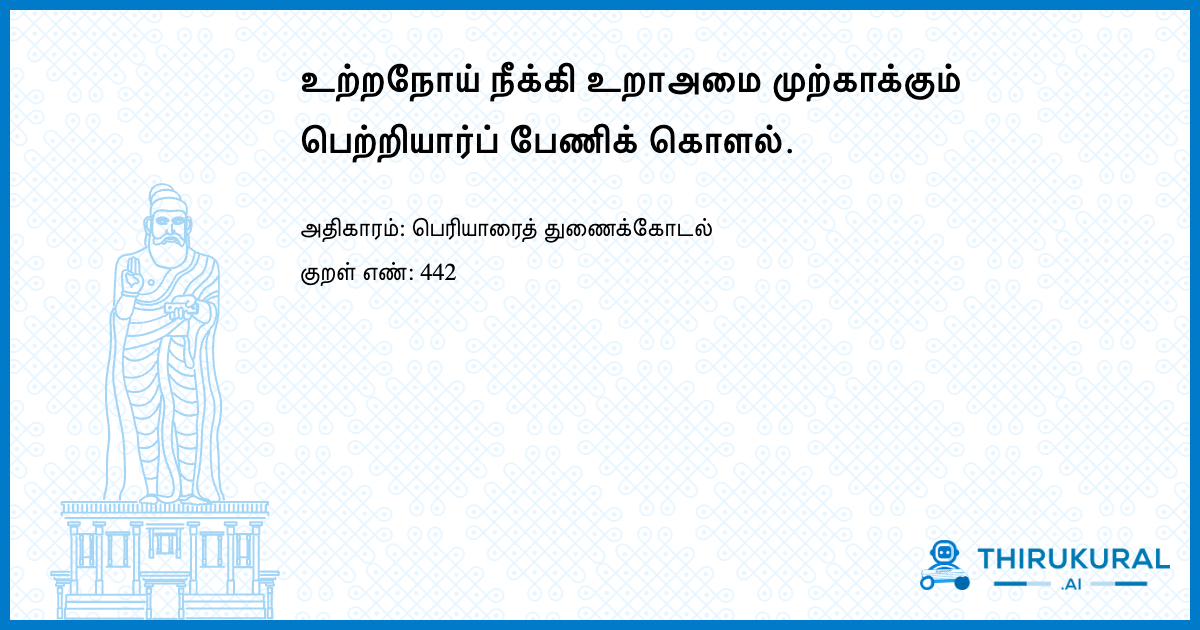 உற்றநோய் நீக்கி உறாஅமை முற்காக்கும்
பெற்றியார்ப் பேணிக் கொளல்.
அதிகாரம்: பெரியாரைத் துணைக்கோடல்
குறள் எண்: 442
THIRUKURAL
.AI